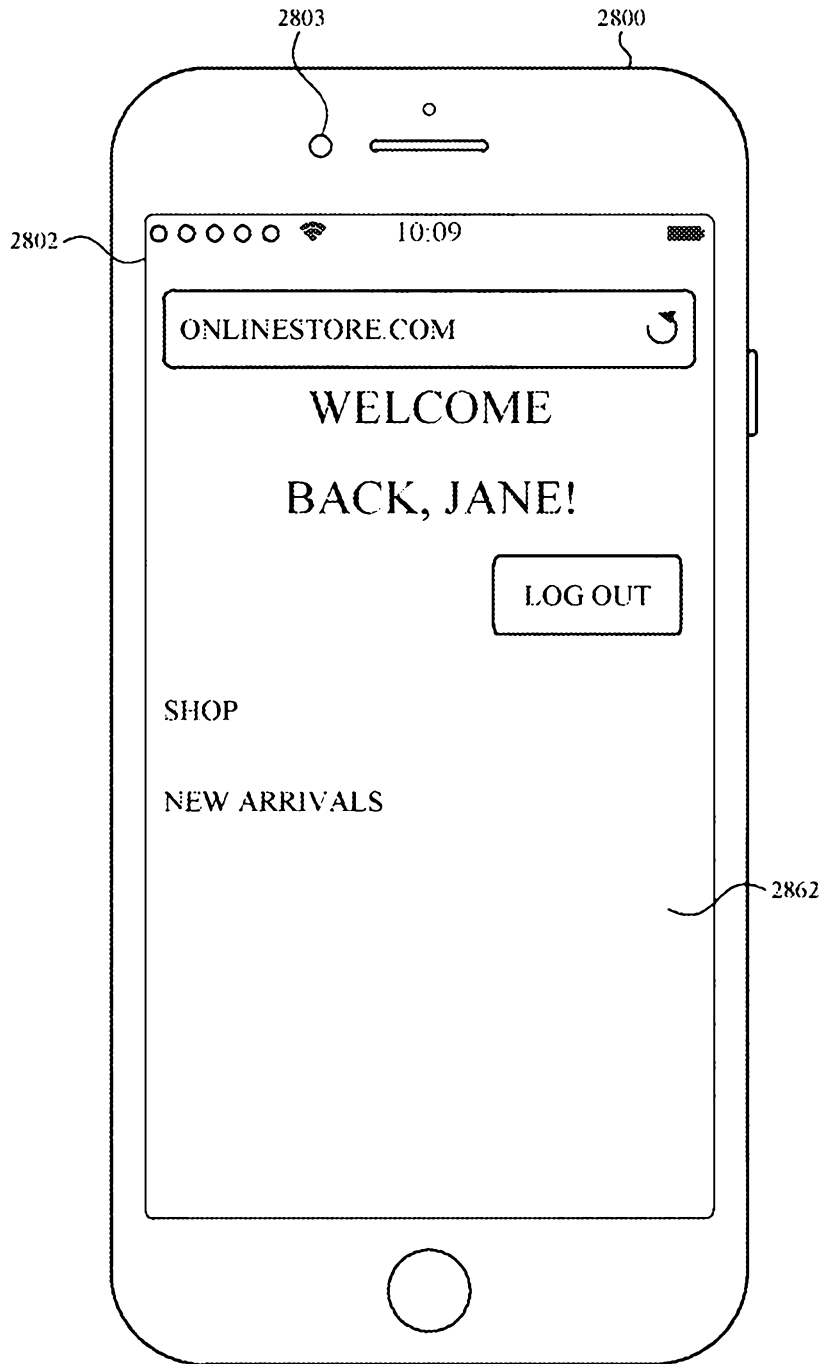 2803
2800
2802
10:09
ONLINESTORE.COM
WELCOME
BACK, JANE!
LOG OUT
SHOP
NEW ARRIVALS
2862